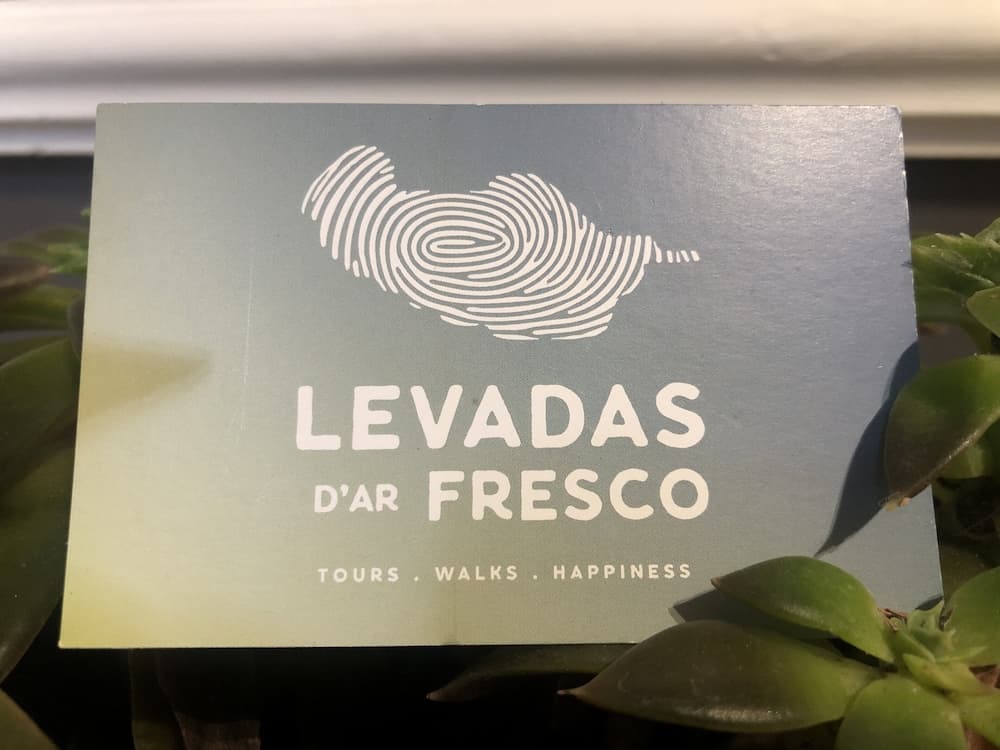 LEVADAS
D'AR FRESCO
TOURS . WALKS . HAPPINESS